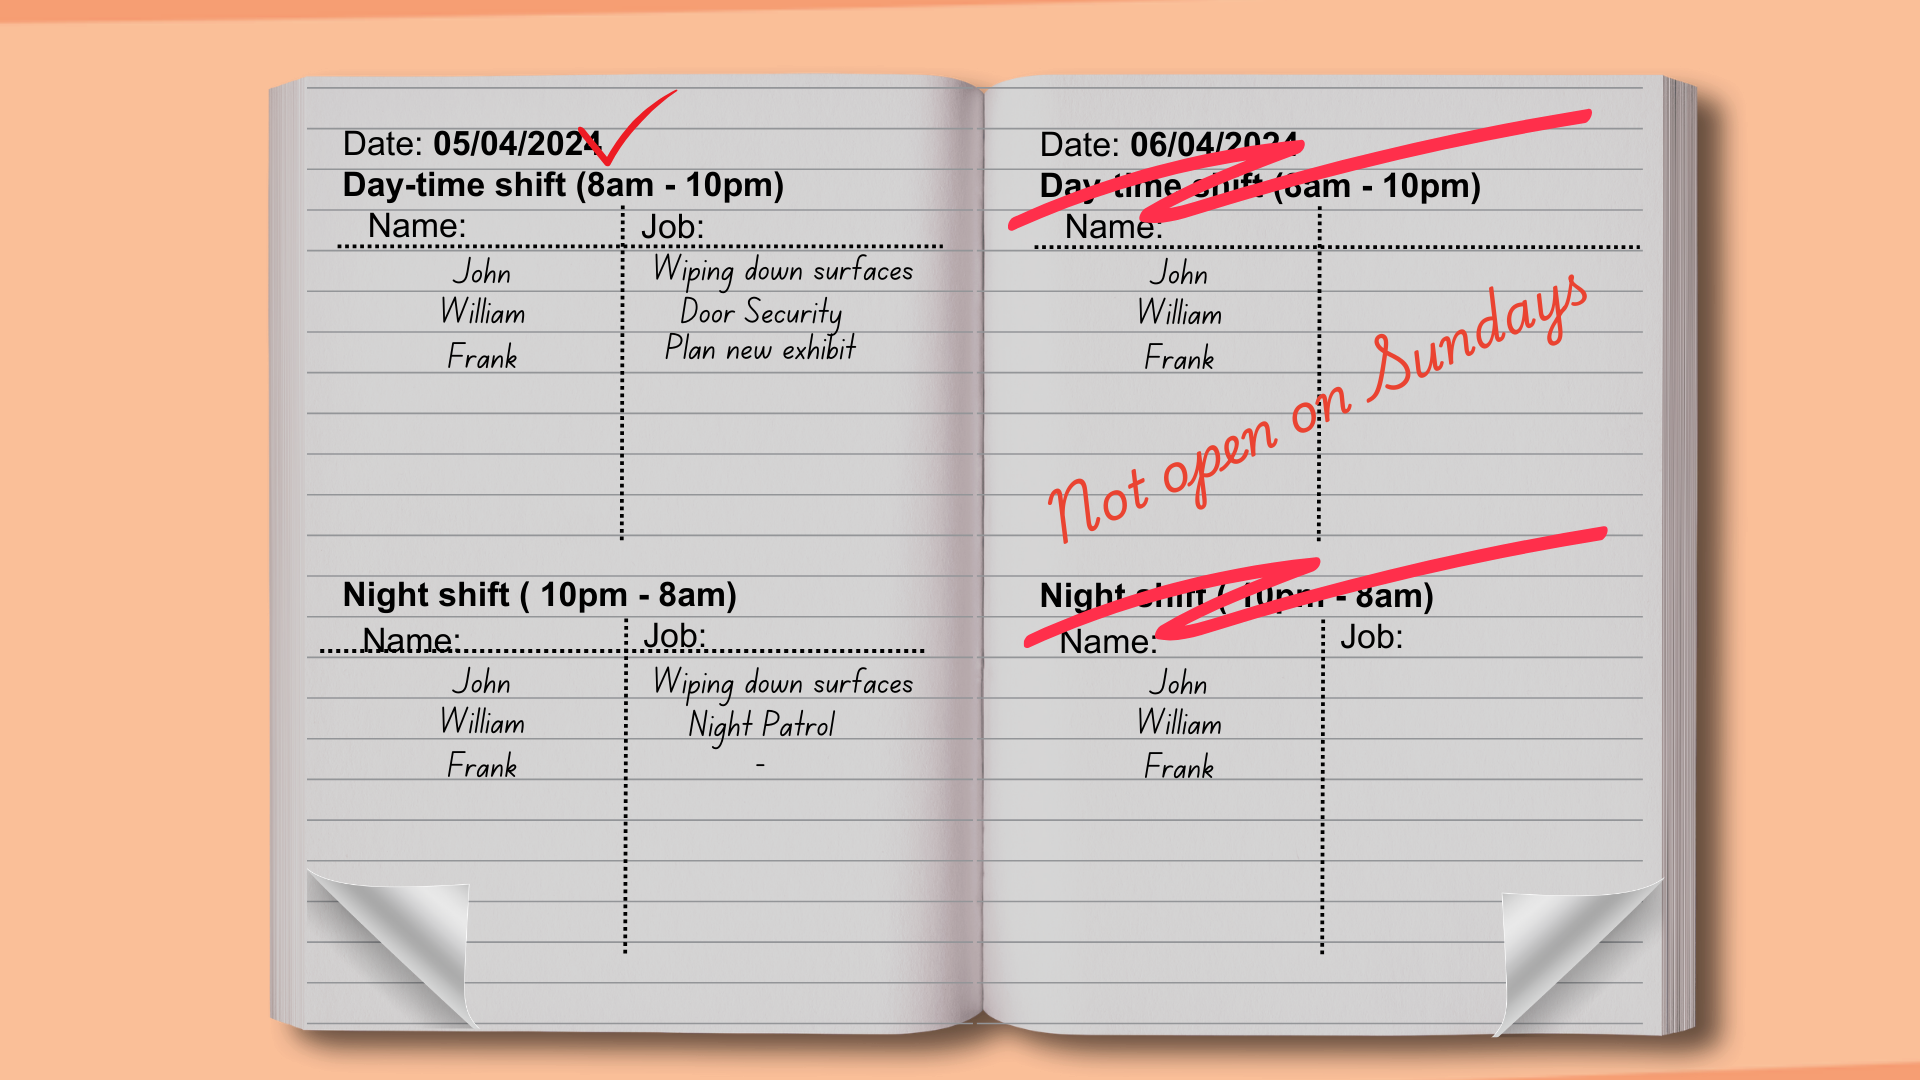 Date: 05/04/2024
Day-time shift (8am - 10pm)
Name: Job:
John Wiping down surfaces
William Door Security
Frank Plan new exhibit
Night shift ( 10pm - 8am)
Name: Job:
John Wiping down surfaces
William Night Patrol
Frank -
Date: 06/04/2024
Day-time shift (8am - 10pm)
Name:
John
William
Frank
Not open on Sundays
Night shift ( 10pm - 8am)
Name: Job:
John
William
Frank